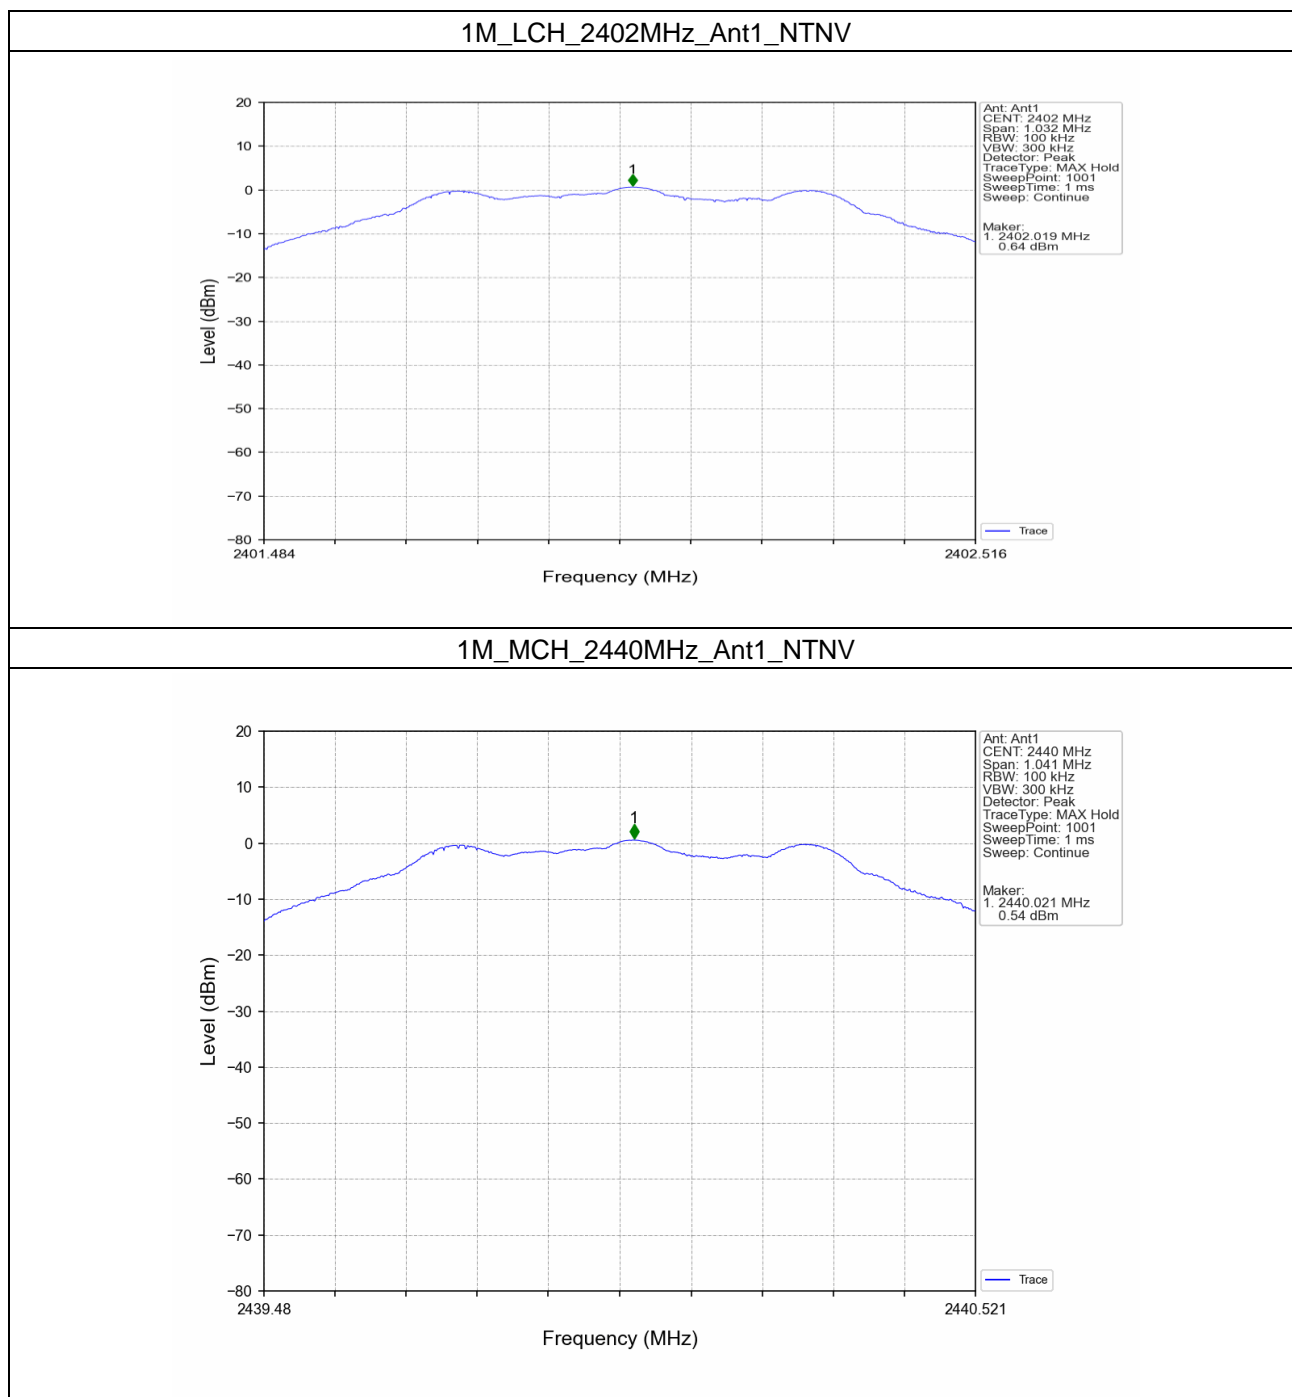 1M_LCH_2402MHz_Ant1_NTNV
20
10
0
−10
−20
−30
−40
−50
−60
−70
−80
Level (dBm)
1
2401.484
2402.516
Frequency (MHz)
Ant: Ant1
CENT: 2402 MHz
Span: 1.032 MHz
RBW: 100 kHz
VBW: 300 kHz
Detector: Peak
TraceType: MAX Hold
SweepPoint: 1001
SweepTime: 1 ms
Sweep: Continue
Maker:
1. 2402.019 MHz
0.64 dBm
Trace
1M_MCH_2440MHz_Ant1_NTNV
20
10
0
−10
−20
−30
−40
−50
−60
−70
−80
Level (dBm)
1
2439.48
2440.521
Frequency (MHz)
Ant: Ant1
CENT: 2440 MHz
Span: 1.041 MHz
RBW: 100 kHz
VBW: 300 kHz
Detector: Peak
TraceType: MAX Hold
SweepPoint: 1001
SweepTime: 1 ms
Sweep: Continue
Maker:
1. 2440.021 MHz
0.54 dBm
Trace